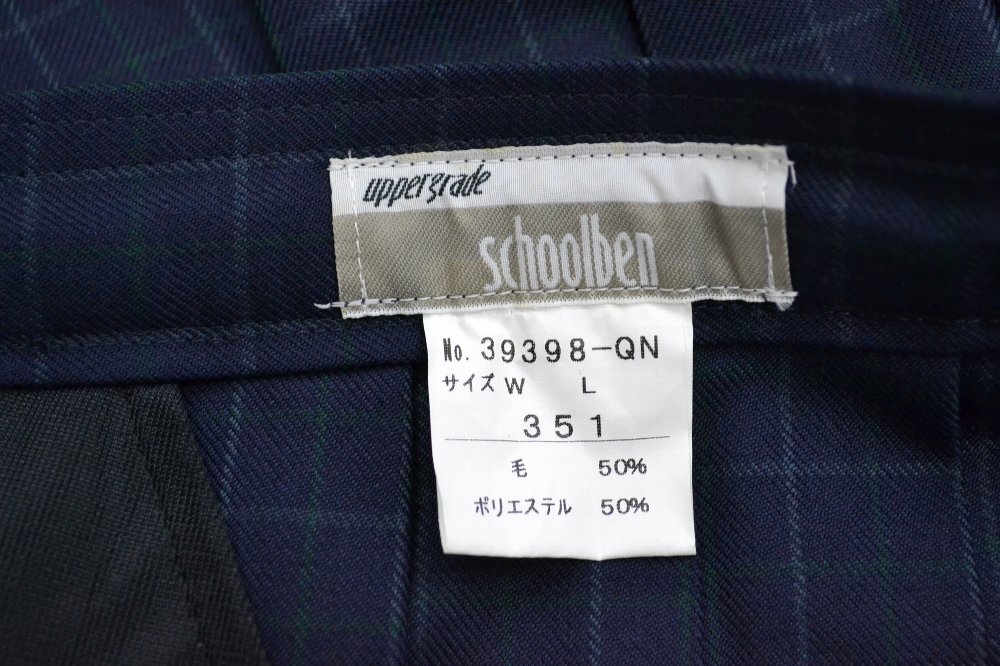 uppergrade
schoolben
No. 39398-QN
サイズ W L
351
毛 50%
ポリエステル 50%